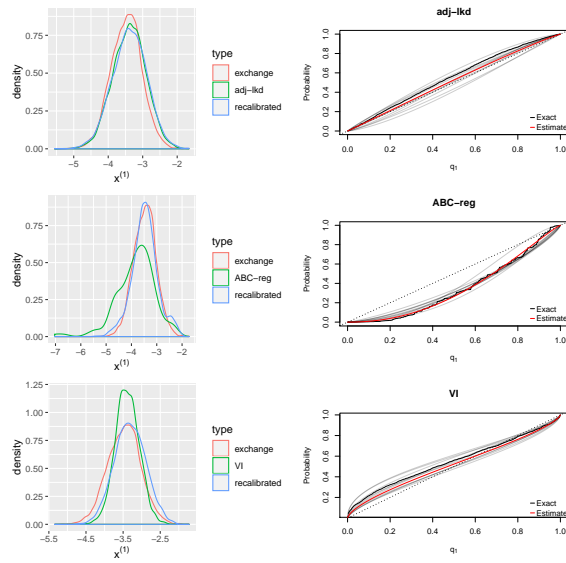 adj−lkd
density
0.75
0.50
0.25
0.00
−5
−4
−3
−2
x(1)
type
exchange
adj−lkd
recalibrated
Probability
0.0 0.2 0.4 0.6 0.8 1.0
0.0 0.2 0.4 0.6 0.8 1.0
q1
Exact
Estimate
ABC−reg
density
0.75
0.50
0.25
0.00
−7 −6 −5 −4 −3 −2
x(1)
type
exchange
ABC−reg
recalibrated
Probability
0.0 0.2 0.4 0.6 0.8 1.0
0.0 0.2 0.4 0.6 0.8 1.0
q1
Exact
Estimate
VI
density
1.25
1.00
0.75
0.50
0.25
0.00
−5.5 −4.5 −3.5 −2.5
x(1)
type
exchange
VI
recalibrated
Probability
0.2 0.4 0.6 0.8 1.0
0.0 0.2 0.4 0.6 0.8 1.0
q1
Exact
Estimate